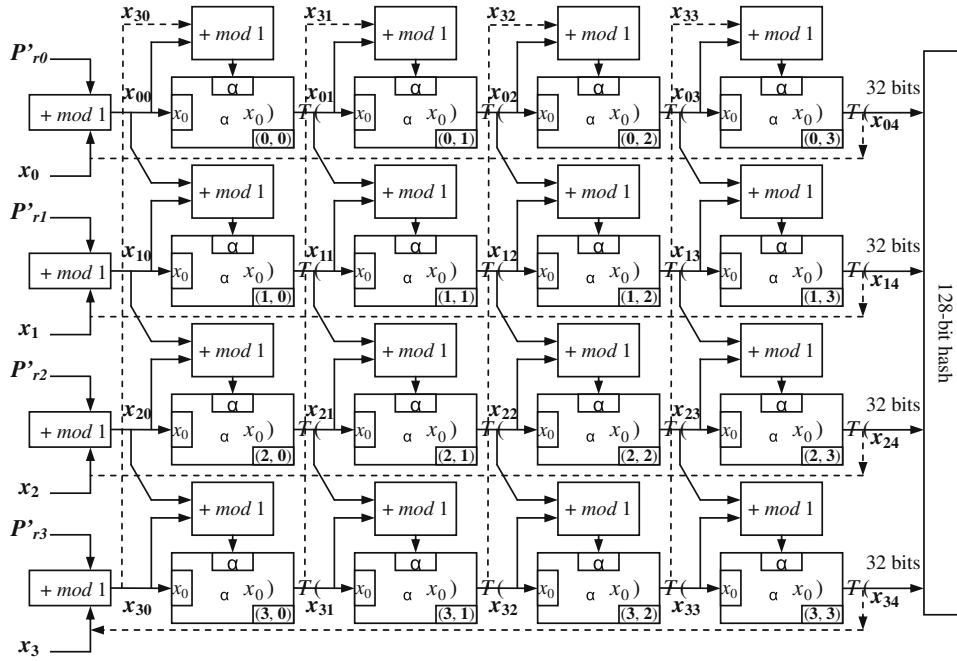 x30 x31 x32 x33
+ mod 1 + mod 1 + mod 1 + mod 1
P'r0
32 bits
x00 α x01 α x02 α x03 α
+ mod 1 x0 α x0) T( x0 α x0) T( x0 α x0) T( x0 α x0) T( x04
(0, 0) (0, 1) (0, 2) (0, 3)
x0
+ mod 1 + mod 1 + mod 1 + mod 1
P'r1
32 bits
x10 α x11 α x12 α x13 α
+ mod 1 x0 α x0) T( x0 α x0) T( x0 α x0) T( x0 α x0) T( x14
(1, 0) (1, 1) (1, 2) (1, 3)
x1
128-bit hash
+ mod 1 + mod 1 + mod 1 + mod 1
P'r2
32 bits
x20 α x21 α x22 α x23 α
+ mod 1 x0 α x0) T( x0 α x0) T( x0 α x0) T( x0 α x0) T( x24
(2, 0) (2, 1) (2, 2) (2, 3)
x2
+ mod 1 + mod 1 + mod 1 + mod 1
P'r3
32 bits
α α α α
+ mod 1 x0 α x0) T( x0 α x0) T( x0 α x0) T( x0 α x0) T(
x30 x31 x32 x33 x34
(3, 0) (3, 1) (3, 2) (3, 3)
x3